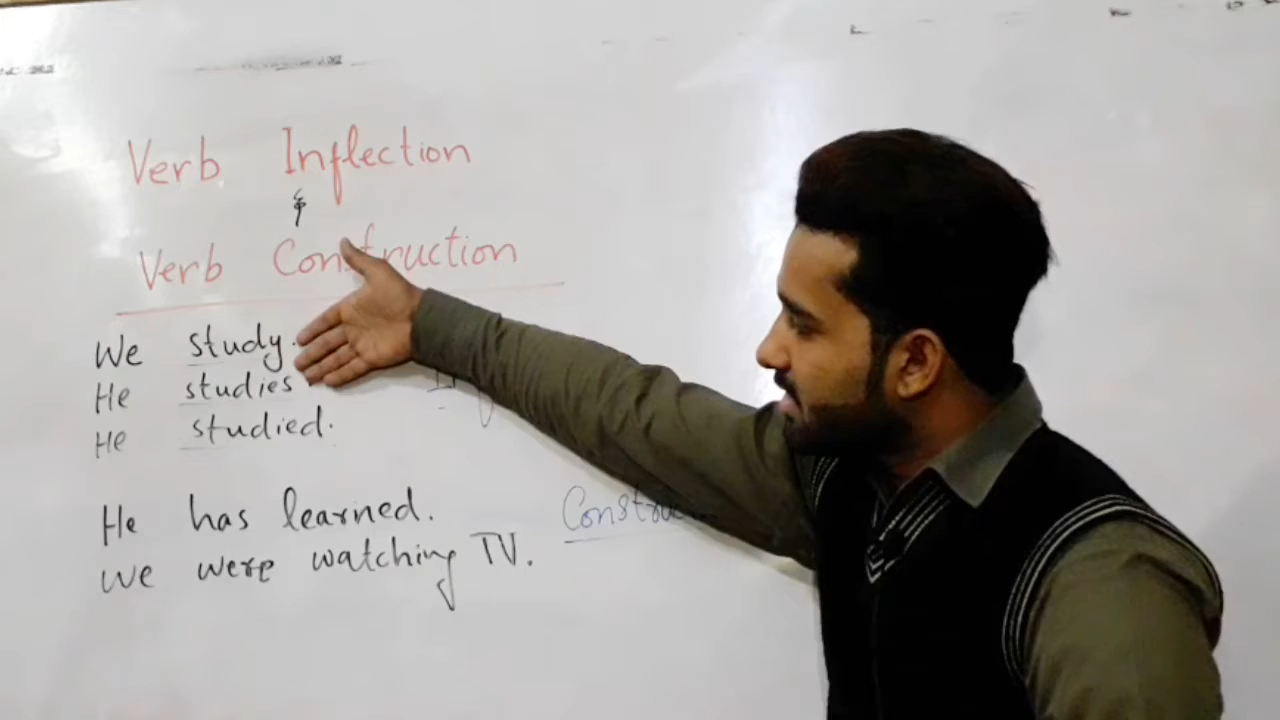 Verb Inflection
&
Verb Construction
We study.
He studies
He studied.
He has learned.
We were watching TV.